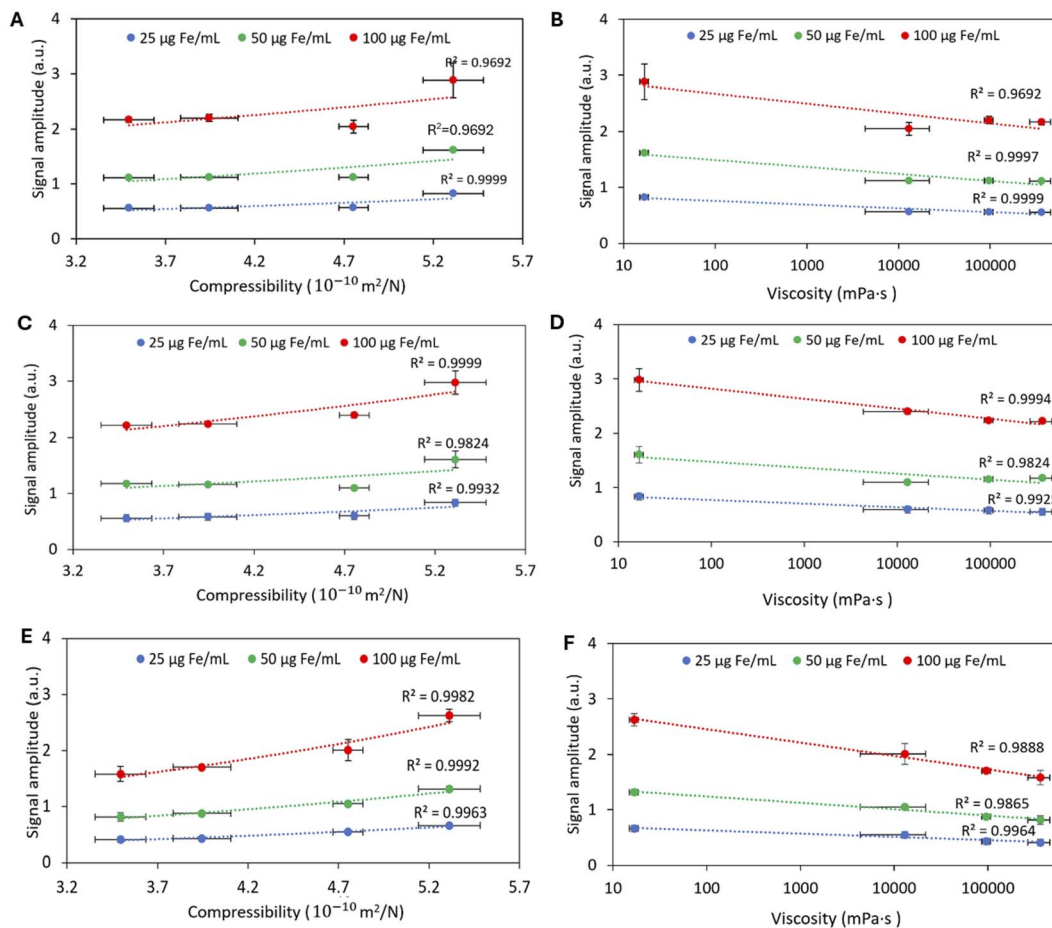 A
Signal amplitude (a.u.)
4
3
2
1
0
25 µg Fe/mL 50 µg Fe/mL 100 µg Fe/mL
R² = 0.9692
R²=0.9692
R² = 0.9999
3.2 3.7 4.2 4.7 5.2 5.7
Compressibility (10⁻¹⁰ m²/N)
B
Signal amplitude (a.u.)
4
3
2
1
0
25 µg Fe/mL 50 µg Fe/mL 100 µg Fe/mL
R² = 0.9692
R² = 0.9997
R² = 0.9999
10 100 1000 10000 100000
Viscosity (mPa·s)
C
Signal amplitude (a.u.)
4
3
2
1
0
25 µg Fe/mL 50 µg Fe/mL 100 µg Fe/mL
R² = 0.9999
R² = 0.9824
R² = 0.9932
3.2 3.7 4.2 4.7 5.2 5.7
Compressibility (10⁻¹⁰ m²/N)
D
Signal amplitude (a.u.)
4
3
2
1
0
25 µg Fe/mL 50 µg Fe/mL 100 µg Fe/mL
R² = 0.9994
R² = 0.9824
R² = 0.992
10 100 1000 10000 100000
Viscosity (mPa·s )
E
Signal amplitude (a.u.)
4
3
2
1
0
25 µg Fe/mL 50 µg Fe/mL 100 µg Fe/mL
R² = 0.9982
R² = 0.9992
R² = 0.9963
3.2 3.7 4.2 4.7 5.2 5.7
Compressibility (10⁻¹⁰ m²/N)
F
Signal amplitude (a.u.)
4
3
2
1
0
25 µg Fe/mL 50 µg Fe/mL 100 µg Fe/mL
R² = 0.9888
R² = 0.9865
R² = 0.9964
10 100 1000 10000 100000
Viscosity (mPa·s)